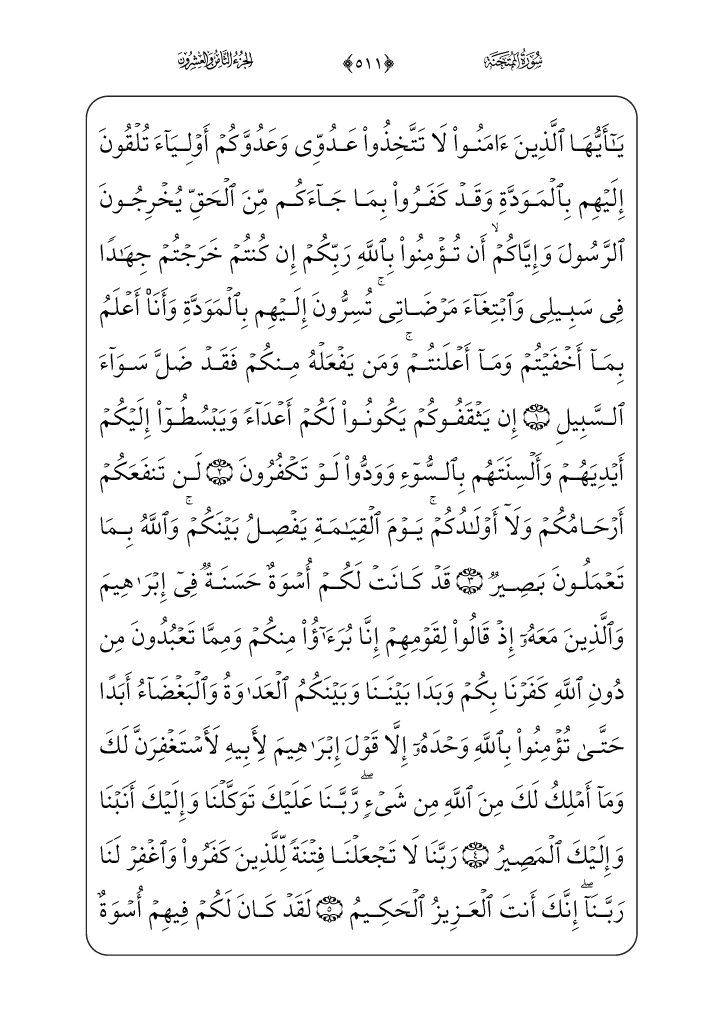 سُورَةُ المُمْتَحنَة ﴿٥١١﴾ الجُزءُ الثَّامِنُ وَالعِشْرُونَ
يَـٰٓأَيُّهَا ٱلَّذِينَ ءَامَنُوا۟ لَا تَتَّخِذُوا۟ عَدُوِّى وَعَدُوَّكُمْ أَوْلِيَآءَ تُلْقُونَ
إِلَيْهِم بِٱلْمَوَدَّةِ وَقَدْ كَفَرُوا۟ بِمَا جَآءَكُم مِّنَ ٱلْحَقِّ يُخْرِجُونَ
ٱلرَّسُولَ وَإِيَّاكُمْ ۙ أَن تُؤْمِنُوا۟ بِٱللَّهِ رَبِّكُمْ إِن كُنتُمْ خَرَجْتُمْ جِهَـٰدًا
فِى سَبِيلِى وَٱبْتِغَآءَ مَرْضَاتِى ۚ تُسِرُّونَ إِلَيْهِم بِٱلْمَوَدَّةِ وَأَنَا۠ أَعْلَمُ
بِمَآ أَخْفَيْتُمْ وَمَآ أَعْلَنتُمْ ۚ وَمَن يَفْعَلْهُ مِنكُمْ فَقَدْ ضَلَّ سَوَآءَ
ٱلسَّبِيلِ ١ إِن يَثْقَفُوكُمْ يَكُونُوا۟ لَكُمْ أَعْدَآءً وَيَبْسُطُوٓا۟ إِلَيْكُمْ
أَيْدِيَهُمْ وَأَلْسِنَتَهُم بِٱلسُّوٓءِ وَوَدُّوا۟ لَوْ تَكْفُرُونَ ٢ لَن تَنفَعَكُمْ
أَرْحَامُكُمْ وَلَآ أَوْلَـٰدُكُمْ ۚ يَوْمَ ٱلْقِيَـٰمَةِ يَفْصِلُ بَيْنَكُمْ ۚ وَٱللَّهُ بِمَا
تَعْمَلُونَ بَصِيرٌ ٣ قَدْ كَانَتْ لَكُمْ أُسْوَةٌ حَسَنَةٌ فِىٓ إِبْرَٰهِيمَ
وَٱلَّذِينَ مَعَهُۥٓ إِذْ قَالُوا۟ لِقَوْمِهِمْ إِنَّا بُرَءَٰٓؤُا۟ مِنكُمْ وَمِمَّا تَعْبُدُونَ مِن
دُونِ ٱللَّهِ كَفَرْنَا بِكُمْ وَبَدَا بَيْنَنَا وَبَيْنَكُمُ ٱلْعَدَٰوَةُ وَٱلْبَغْضَآءُ أَبَدًا
حَتَّىٰ تُؤْمِنُوا۟ بِٱللَّهِ وَحْدَهُۥٓ إِلَّا قَوْلَ إِبْرَٰهِيمَ لِأَبِيهِ لَأَسْتَغْفِرَنَّ لَكَ
وَمَآ أَمْلِكُ لَكَ مِنَ ٱللَّهِ مِن شَىْءٍ ۖ رَّبَّنَا عَلَيْكَ تَوَكَّلْنَا وَإِلَيْكَ أَنَبْنَا
وَإِلَيْكَ ٱلْمَصِيرُ ٤ رَبَّنَا لَا تَجْعَلْنَا فِتْنَةً لِّلَّذِينَ كَفَرُوا۟ وَٱغْفِرْ لَنَا
رَبَّنَآ ۖ إِنَّكَ أَنتَ ٱلْعَزِيزُ ٱلْحَكِيمُ ٥ لَقَدْ كَانَ لَكُمْ فِيهِمْ أُسْوَةٌ